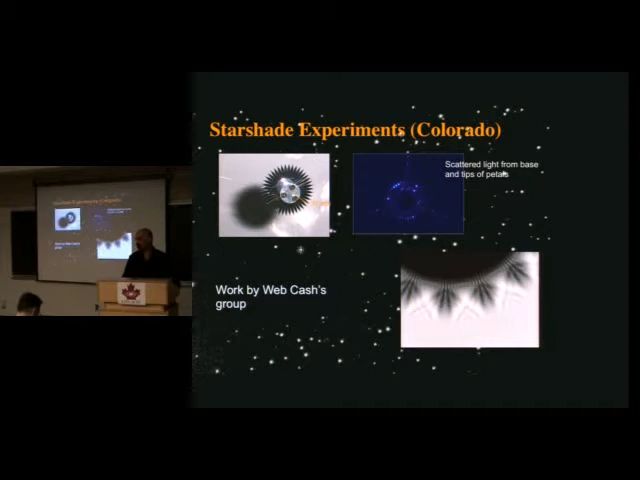 Starshade Experiments (Colorado)
Scattered light from base
and tips of petals
Work by Web Cash's
group